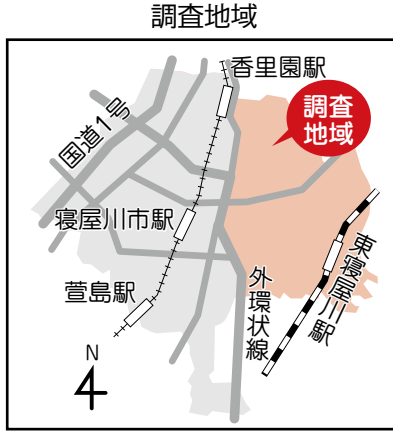 調査地域
香里園駅
調査
地域
国道1号
寝屋川市駅
東寝屋川駅
萱島駅
外環状線
N